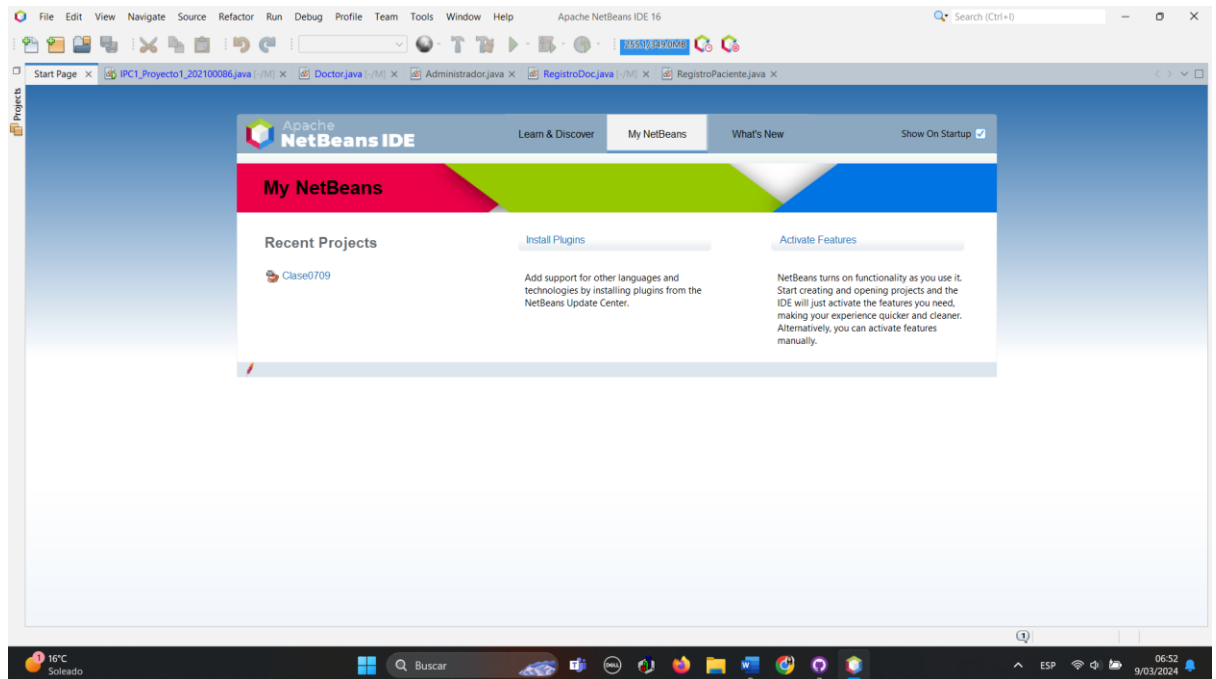 File Edit View Navigate Source Refactor Run Debug Profile Team Tools Window Help Apache NetBeans IDE 16 Search (Ctrl+I)
Start Page IPC1_Proyecto1_202100086.java [-/M] Doctor.java [-/M] Administrador.java RegistroDoc.java [-/M] RegistroPaciente.java
Projects
Apache
NetBeans IDE
Learn & Discover My NetBeans What's New Show On Startup
My NetBeans
Recent Projects
Clase0709
Install Plugins
Add support for other languages and
technologies by installing plugins from the
NetBeans Update Center.
Activate Features
NetBeans turns on functionality as you use it.
Start creating and opening projects and the
IDE will just activate the features you need,
making your experience quicker and cleaner.
Alternatively, you can activate features
manually.
1
1
16°C
Soleado
Buscar
DELL
ESP
06:52
9/03/2024